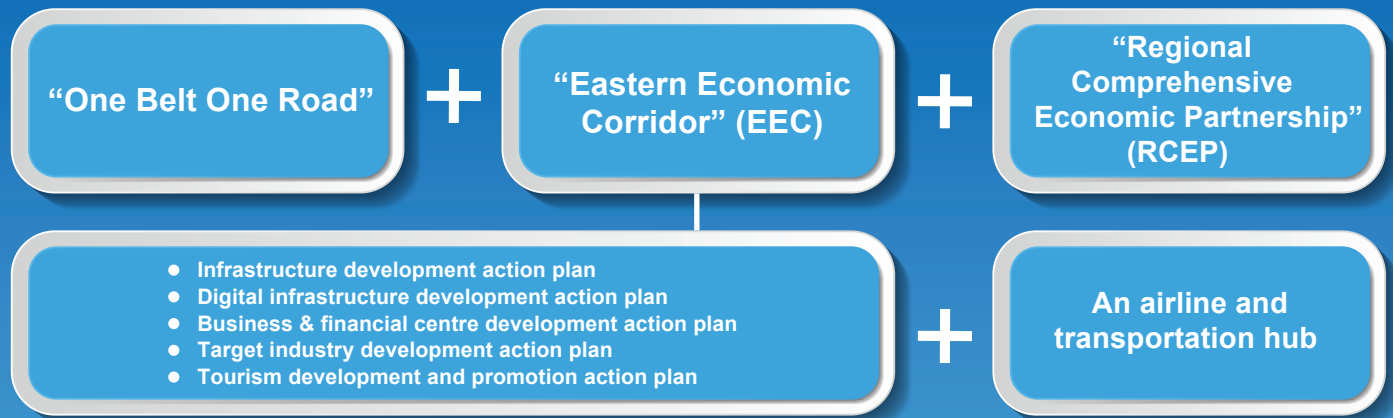 “One Belt One Road”
+
“Eastern Economic
Corridor” (EEC)
+
“Regional
Comprehensive
Economic Partnership”
(RCEP)
● Infrastructure development action plan
● Digital infrastructure development action plan
● Business & financial centre development action plan
● Target industry development action plan
● Tourism development and promotion action plan
+
An airline and
transportation hub